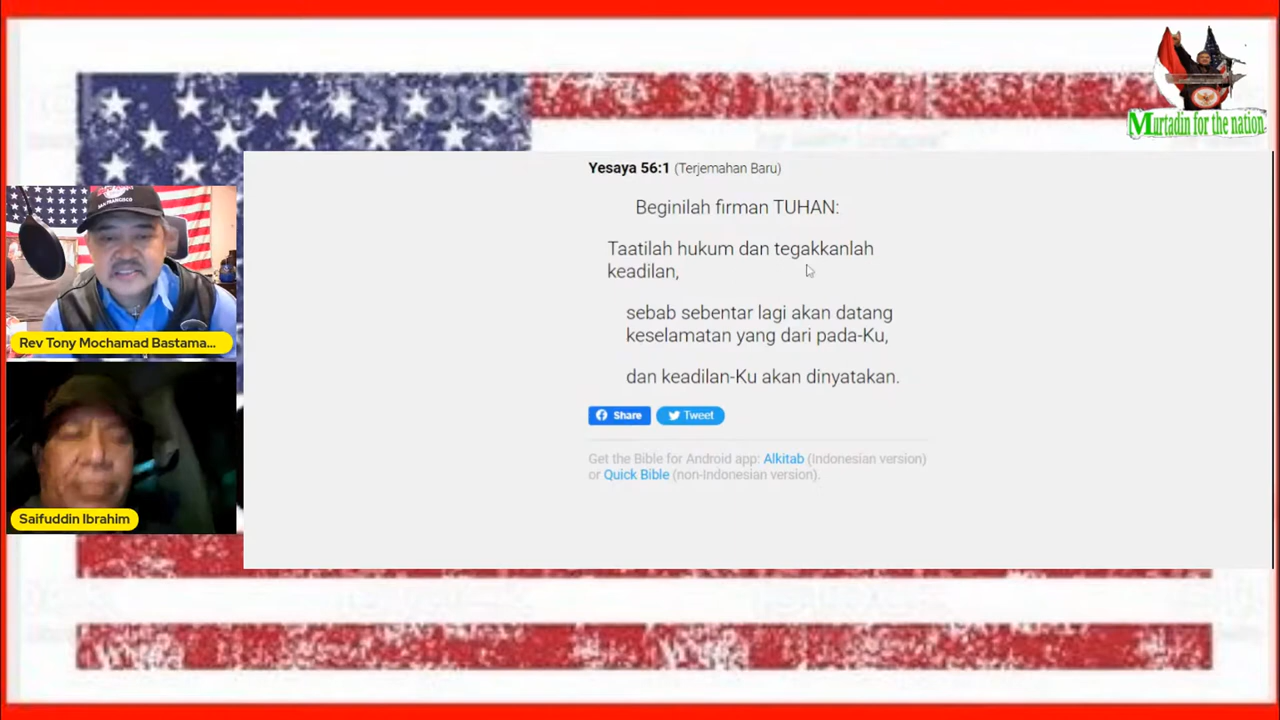 Murtadin for the nation
Yesaya 56:1 (Terjemahan Baru)
Beginilah firman TUHAN:
Taatilah hukum dan tegakkanlah
keadilan,
sebab sebentar lagi akan datang
keselamatan yang dari pada-Ku,
dan keadilan-Ku akan dinyatakan.
Share Tweet
Get the Bible for Android app: Alkitab (Indonesian version)
or Quick Bible (non-Indonesian version).
SAN FRANCISCO
Rev Tony Mochamad Bastama...
Saifuddin Ibrahim